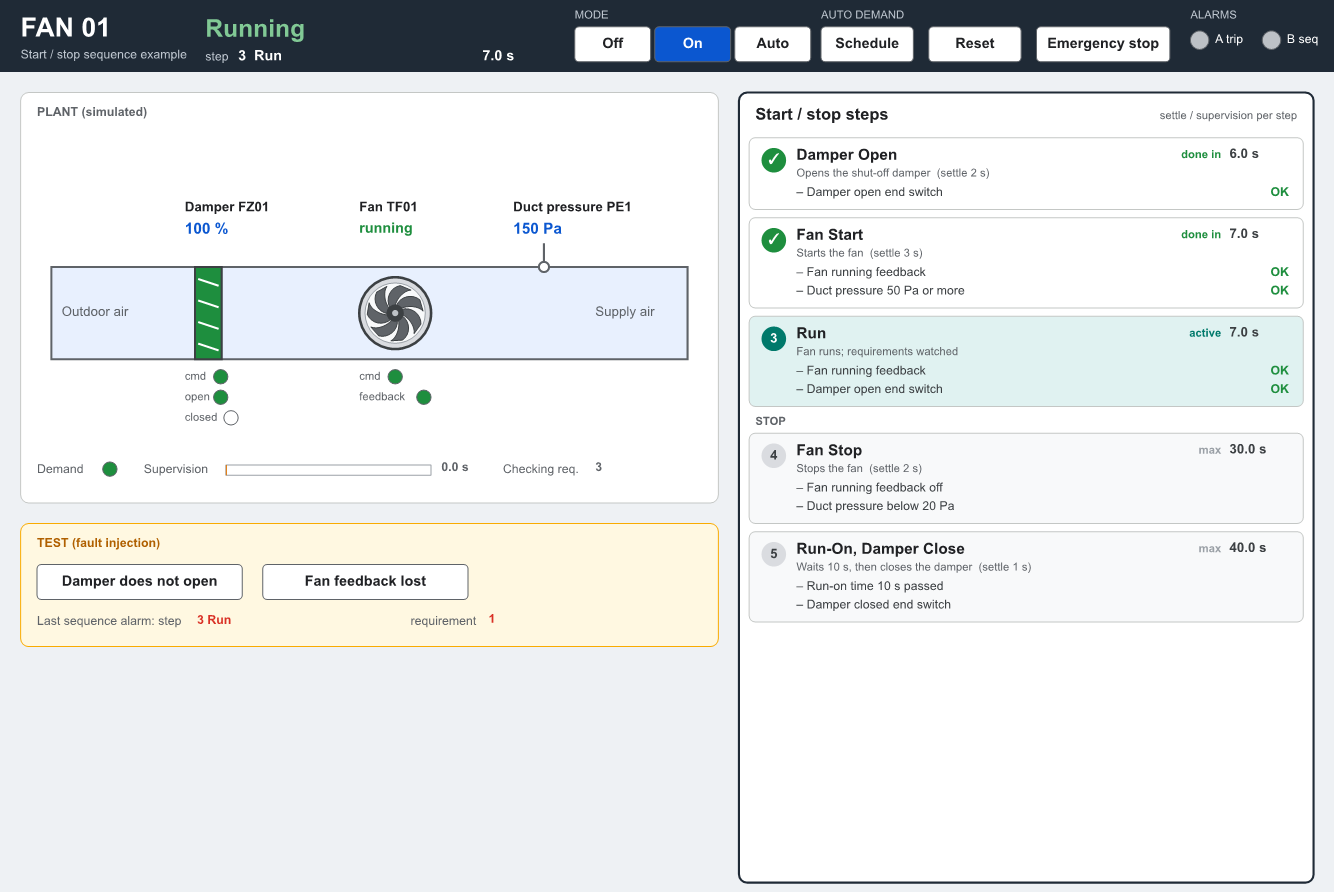 FAN 01
Start / stop sequence example
Running
step 3 Run 7.0 s
MODE
Off On Auto
AUTO DEMAND
Schedule
Reset
Emergency stop
ALARMS
A trip
B seq
PLANT (simulated)
Damper FZ01
100 %
Fan TF01
running
Duct pressure PE1
150 Pa
Outdoor air
Supply air
cmd
open
closed
cmd
feedback
Demand
Supervision
0.0 s
Checking req. 3
TEST (fault injection)
Damper does not open
Fan feedback lost
Last sequence alarm: step 3 Run
requirement 1
Start / stop steps
settle / supervision per step
✓ Damper Open done in 6.0 s
Opens the shut-off damper (settle 2 s)
– Damper open end switch OK
✓ Fan Start done in 7.0 s
Starts the fan (settle 3 s)
– Fan running feedback OK
– Duct pressure 50 Pa or more OK
3 Run active 7.0 s
Fan runs; requirements watched
– Fan running feedback OK
– Damper open end switch OK
STOP
4 Fan Stop max 30.0 s
Stops the fan (settle 2 s)
– Fan running feedback off
– Duct pressure below 20 Pa
5 Run-On, Damper Close max 40.0 s
Waits 10 s, then closes the damper (settle 1 s)
– Run-on time 10 s passed
– Damper closed end switch